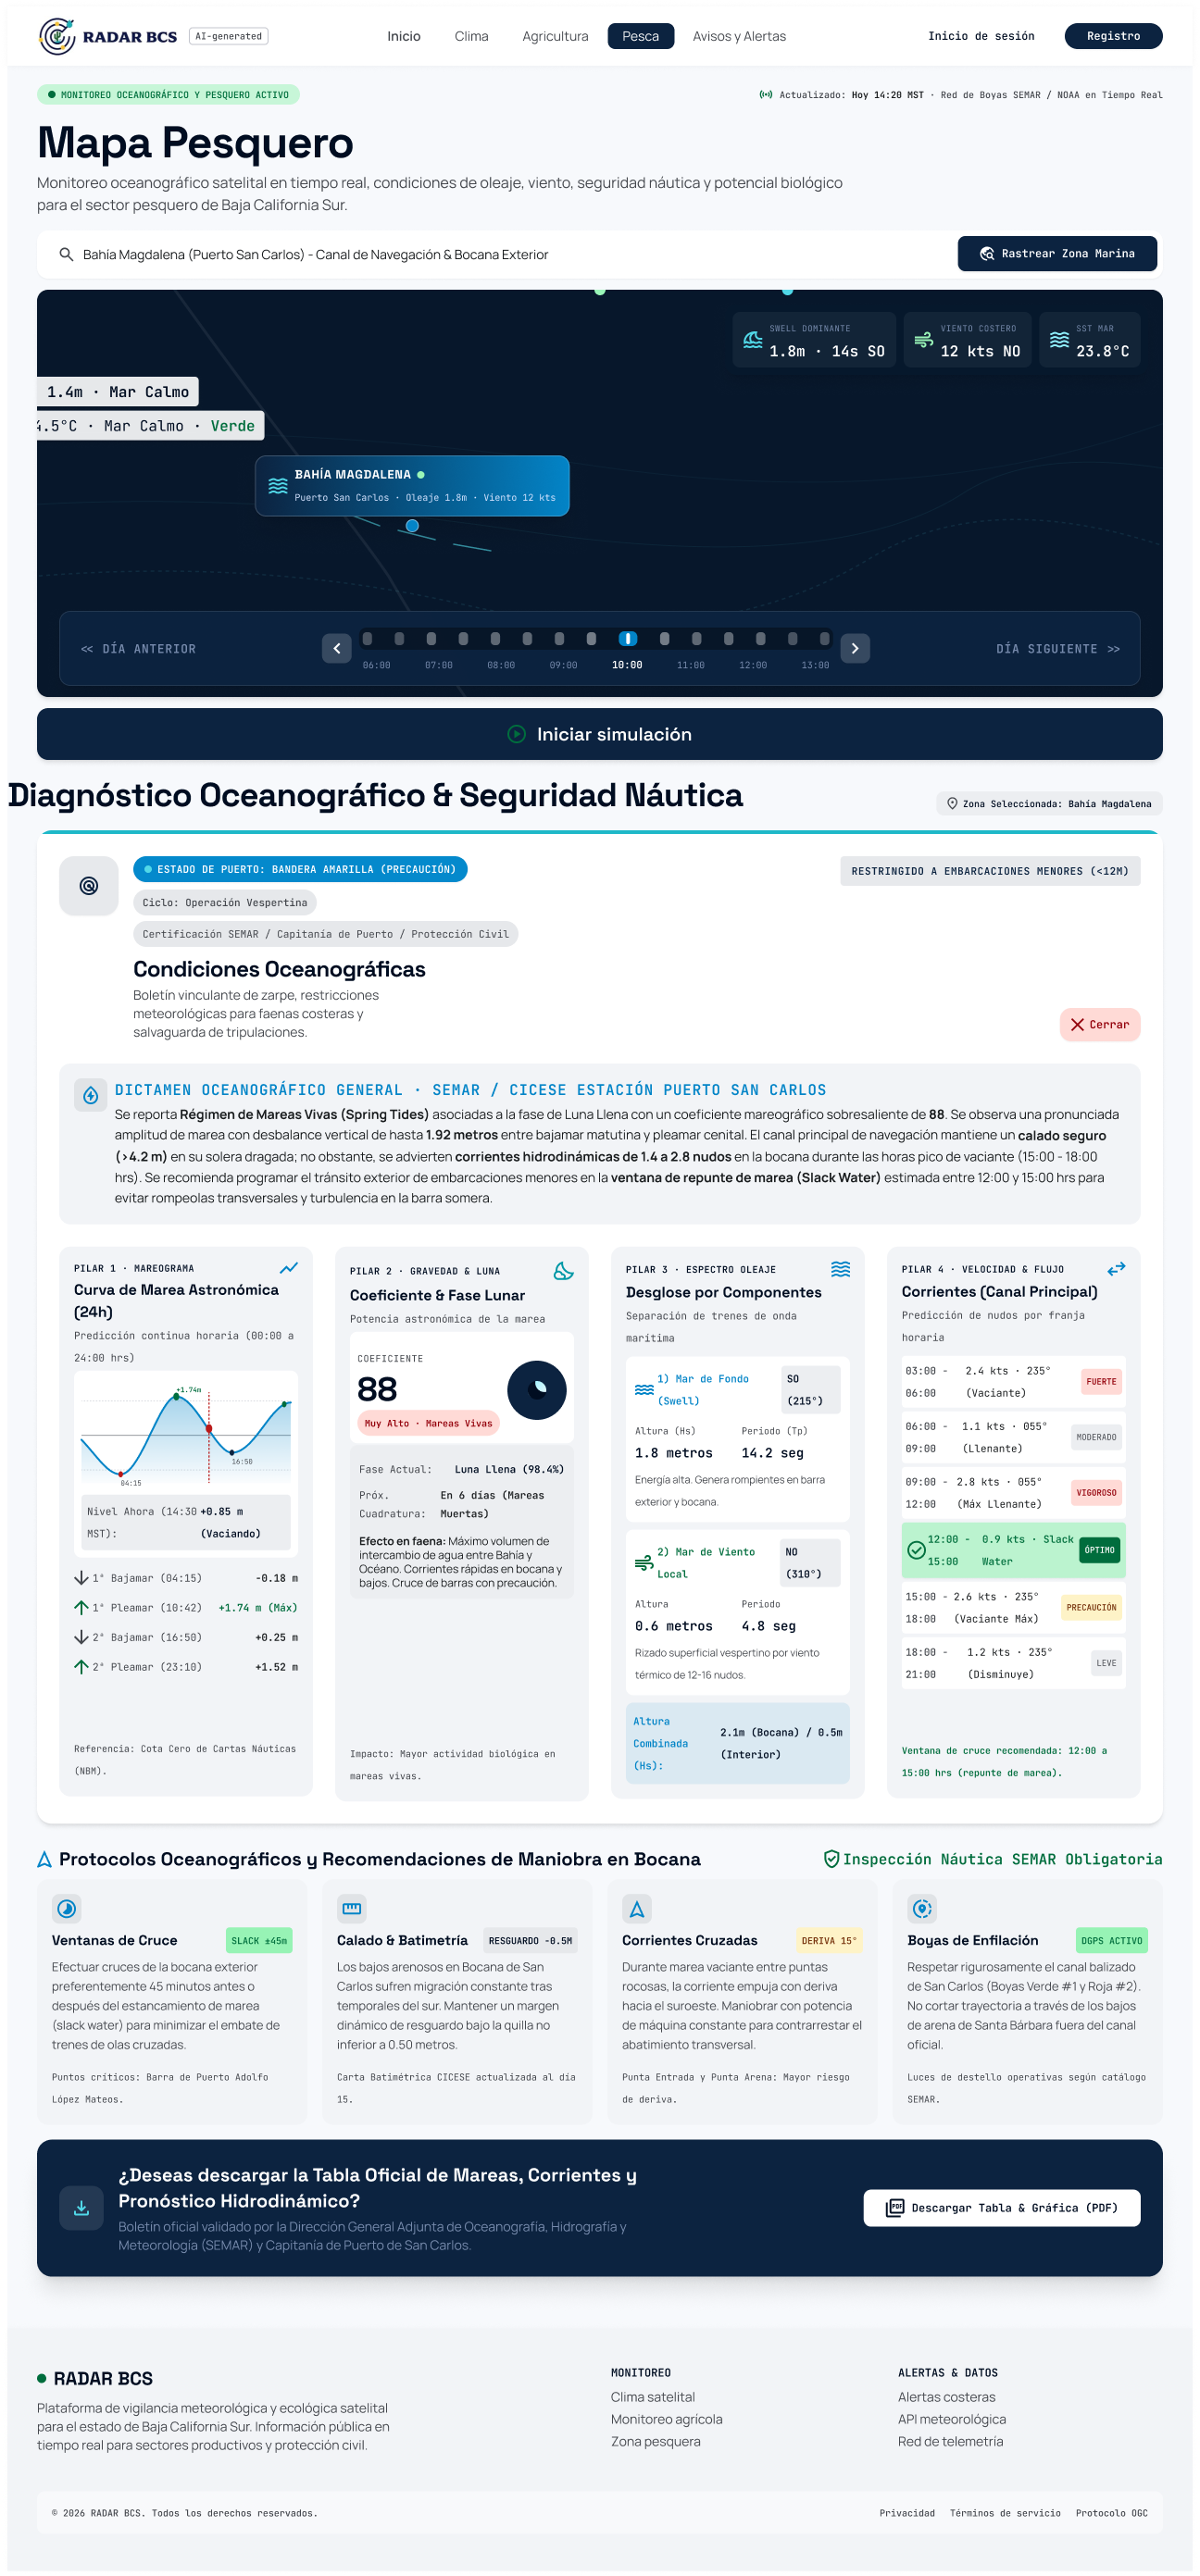 RADAR BCS
AI-generated
Inicio
Clima
Agricultura
Pesca
Avisos y Alertas
Inicio de sesión
Registro
MONITOREO OCEANOGRÁFICO Y PESQUERO ACTIVO
Actualizado: Hoy 14:20 MST · Red de Boyas SEMAR / NOAA en Tiempo Real
Mapa Pesquero
Monitoreo oceanográfico satelital en tiempo real, condiciones de oleaje, viento, seguridad náutica y potencial biológico
para el sector pesquero de Baja California Sur.
Bahía Magdalena (Puerto San Carlos) - Canal de Navegación & Bocana Exterior
Rastrear Zona Marina
SWELL DOMINANTE
1.8m · 14s SO
VIENTO COSTERO
12 kts NO
SST MAR
23.8°C
1.4m · Mar Calmo
4.5°C · Mar Calmo · Verde
BAHÍA MAGDALENA
Puerto San Carlos · Oleaje 1.8m · Viento 12 kts
<< DÍA ANTERIOR
06:00
07:00
08:00
09:00
10:00
11:00
12:00
13:00
DÍA SIGUIENTE >>
Iniciar simulación
Diagnóstico Oceanográfico & Seguridad Náutica
Zona Seleccionada: Bahía Magdalena
ESTADO DE PUERTO: BANDERA AMARILLA (PRECAUCIÓN)
RESTRINGIDO A EMBARCACIONES MENORES (<12M)
Ciclo: Operación Vespertina
Certificación SEMAR / Capitanía de Puerto / Protección Civil
Condiciones Oceanográficas
Boletín vinculante de zarpe, restricciones
meteorológicas para faenas costeras y
salvaguarda de tripulaciones.
Cerrar
DICTAMEN OCEANOGRÁFICO GENERAL · SEMAR / CICESE ESTACIÓN PUERTO SAN CARLOS
Se reporta Régimen de Mareas Vivas (Spring Tides) asociadas a la fase de Luna Llena con un coeficiente mareográfico sobresaliente de 88. Se observa una pronunciada
amplitud de marea con desbalance vertical de hasta 1.92 metros entre bajamar matutina y pleamar cenital. El canal principal de navegación mantiene un calado seguro
(>4.2 m) en su solera dragada; no obstante, se advierten corrientes hidrodinámicas de 1.4 a 2.8 nudos en la bocana durante las horas pico de vaciante (15:00 - 18:00
hrs). Se recomienda programar el tránsito exterior de embarcaciones menores en la ventana de repunte de marea (Slack Water) estimada entre 12:00 y 15:00 hrs para
evitar rompeolas transversales y turbulencia en la barra somera.
PILAR 1 · MAREOGRAMA
Curva de Marea Astronómica
(24h)
Predicción continua horaria (00:00 a
24:00 hrs)
+1.74m
16:50
04:15
Nivel Ahora (14:30
MST):
+0.85 m
(Vaciando)
1ª Bajamar (04:15)
-0.18 m
1ª Pleamar (10:42)
+1.74 m (Máx)
2ª Bajamar (16:50)
+0.25 m
2ª Pleamar (23:10)
+1.52 m
Referencia: Cota Cero de Cartas Náuticas
(NBM).
PILAR 2 · GRAVEDAD & LUNA
Coeficiente & Fase Lunar
Potencia astronómica de la marea
COEFICIENTE
88
Muy Alto · Mareas Vivas
Fase Actual:
Luna Llena (98.4%)
Próx.
Cuadratura:
En 6 días (Mareas
Muertas)
Efecto en faena: Máximo volumen de
intercambio de agua entre Bahía y
Océano. Corrientes rápidas en bocana y
bajos. Cruce de barras con precaución.
Impacto: Mayor actividad biológica en
mareas vivas.
PILAR 3 · ESPECTRO OLEAJE
Desglose por Componentes
Separación de trenes de onda
marítima
1) Mar de Fondo
(Swell)
SO
(215°)
Altura (Hs)
Periodo (Tp)
1.8 metros
14.2 seg
Energía alta. Genera rompientes en barra
exterior y bocana.
2) Mar de Viento
Local
NO
(310°)
Altura
Periodo
0.6 metros
4.8 seg
Rizado superficial vespertino por viento
térmico de 12-16 nudos.
Altura
Combinada
(Hs):
2.1m (Bocana) / 0.5m
(Interior)
PILAR 4 · VELOCIDAD & FLUJO
Corrientes (Canal Principal)
Predicción de nudos por franja
horaria
03:00 -
06:00
2.4 kts · 235°
(Vaciante)
FUERTE
06:00 -
09:00
1.1 kts · 055°
(Llenante)
MODERADO
09:00 -
12:00
2.8 kts · 055°
(Máx Llenante)
VIGOROSO
12:00 -
15:00
0.9 kts · Slack
Water
ÓPTIMO
15:00 -
18:00
2.6 kts · 235°
(Vaciante Máx)
PRECAUCIÓN
18:00 -
21:00
1.2 kts · 235°
(Disminuye)
LEVE
Ventana de cruce recomendada: 12:00 a
15:00 hrs (repunte de marea).
Protocolos Oceanográficos y Recomendaciones de Maniobra en Bocana
Inspección Náutica SEMAR Obligatoria
Ventanas de Cruce
SLACK ±45m
Efectuar cruces de la bocana exterior
preferentemente 45 minutos antes o
después del estancamiento de marea
(slack water) para minimizar el embate de
trenes de olas cruzadas.
Puntos críticos: Barra de Puerto Adolfo
López Mateos.
Calado & Batimetría
RESGUARDO -0.5M
Los bajos arenosos en Bocana de San
Carlos sufren migración constante tras
temporales del sur. Mantener un margen
dinámico de resguardo bajo la quilla no
inferior a 0.50 metros.
Carta Batimétrica CICESE actualizada al día
15.
Corrientes Cruzadas
DERIVA 15°
Durante marea vaciante entre puntas
rocosas, la corriente empuja con deriva
hacia el suroeste. Maniobrar con potencia
de máquina constante para contrarrestar el
abatimiento transversal.
Punta Entrada y Punta Arena: Mayor riesgo
de deriva.
Boyas de Enfilación
DGPS ACTIVO
Respetar rigurosamente el canal balizado
de San Carlos (Boyas Verde #1 y Roja #2).
No cortar trayectoria a través de los bajos
de arena de Santa Bárbara fuera del canal
oficial.
Luces de destello operativas según catálogo
SEMAR.
¿Deseas descargar la Tabla Oficial de Mareas, Corrientes y
Pronóstico Hidrodinámico?
Boletín oficial validado por la Dirección General Adjunta de Oceanografía, Hidrografía y
Meteorología (SEMAR) y Capitanía de Puerto de San Carlos.
PDF
Descargar Tabla & Gráfica (PDF)
RADAR BCS
Plataforma de vigilancia meteorológica y ecológica satelital
para el estado de Baja California Sur. Información pública en
tiempo real para sectores productivos y protección civil.
MONITOREO
Clima satelital
Monitoreo agrícola
Zona pesquera
ALERTAS & DATOS
Alertas costeras
API meteorológica
Red de telemetría
© 2026 RADAR BCS. Todos los derechos reservados.
Privacidad
Términos de servicio
Protocolo OGC